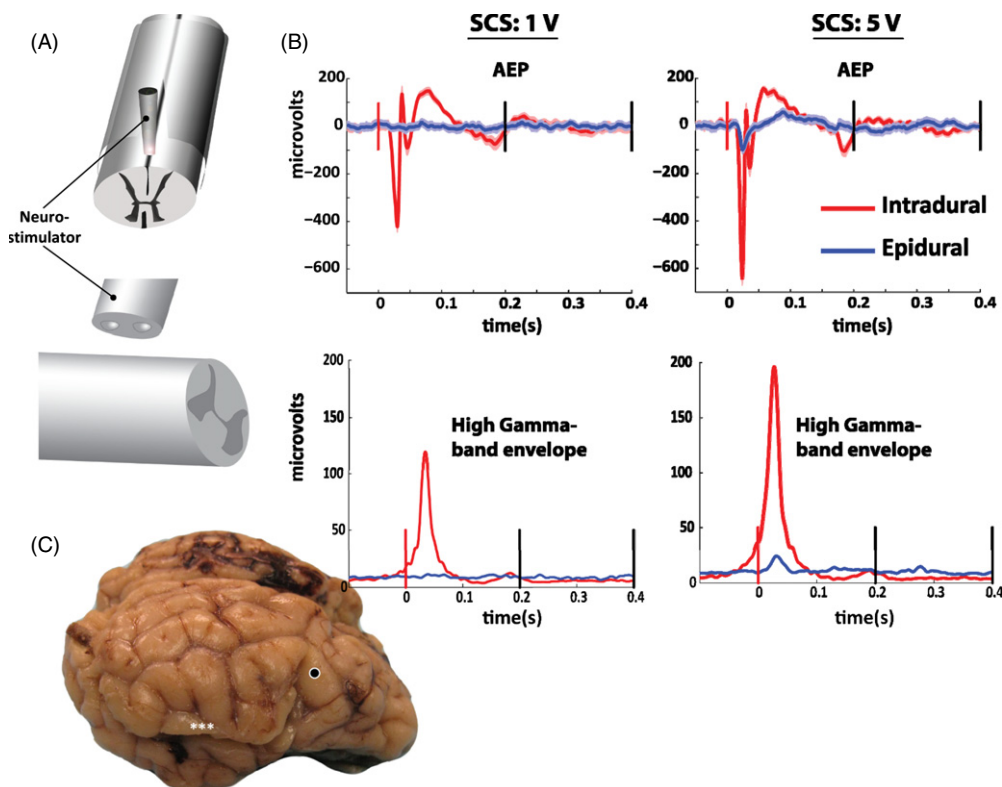 (A)
Neuro-
stimulator
(B)
SCS: 1 V
SCS: 5 V
AEP
microvolts
200
0
−200
−400
−600
0
0.1
0.2
0.3
0.4
time(s)
AEP
200
0
−200
−400
−600
Intradural
Epidural
0
0.1
0.2
0.3
0.4
time(s)
microvolts
200
150
100
50
0
High Gamma-
band envelope
0
0.1
0.2
0.3
0.4
time(s)
200
150
100
50
0
High Gamma-
band envelope
0
0.1
0.2
0.3
0.4
time(s)
(C)
***